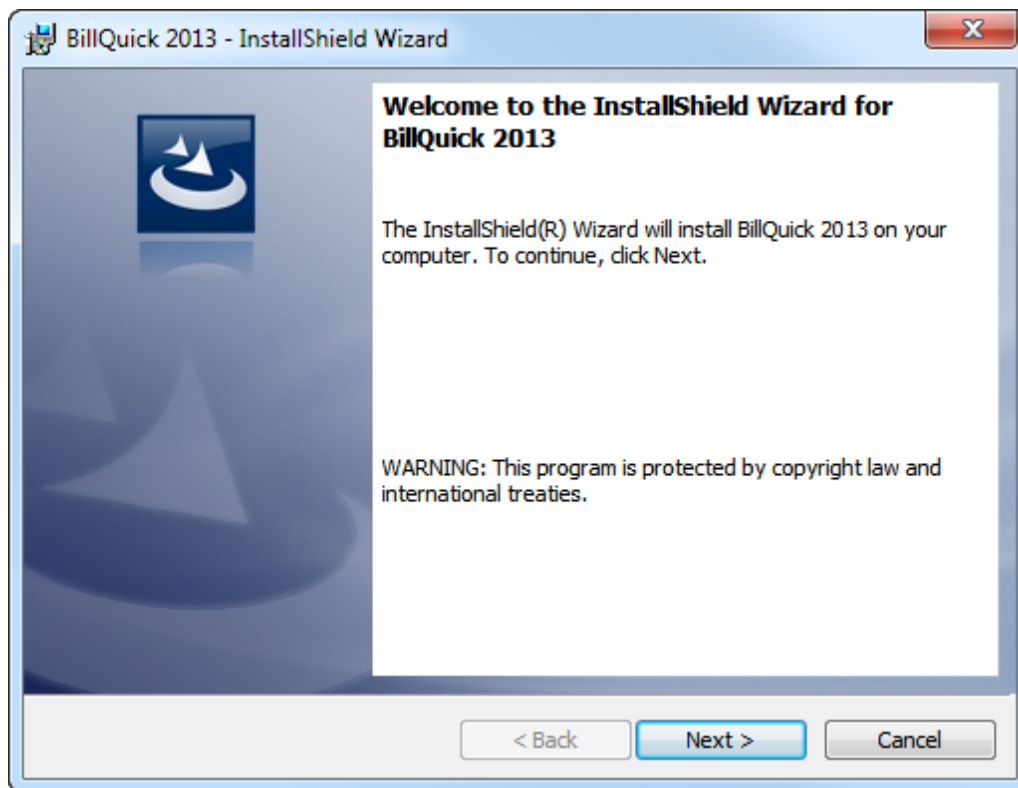 BillQuick 2013 - InstallShield Wizard
Welcome to the InstallShield Wizard for
BillQuick 2013
The InstallShield(R) Wizard will install BillQuick 2013 on your
computer. To continue, click Next.
WARNING: This program is protected by copyright law and
international treaties.
< Back
Next >
Cancel